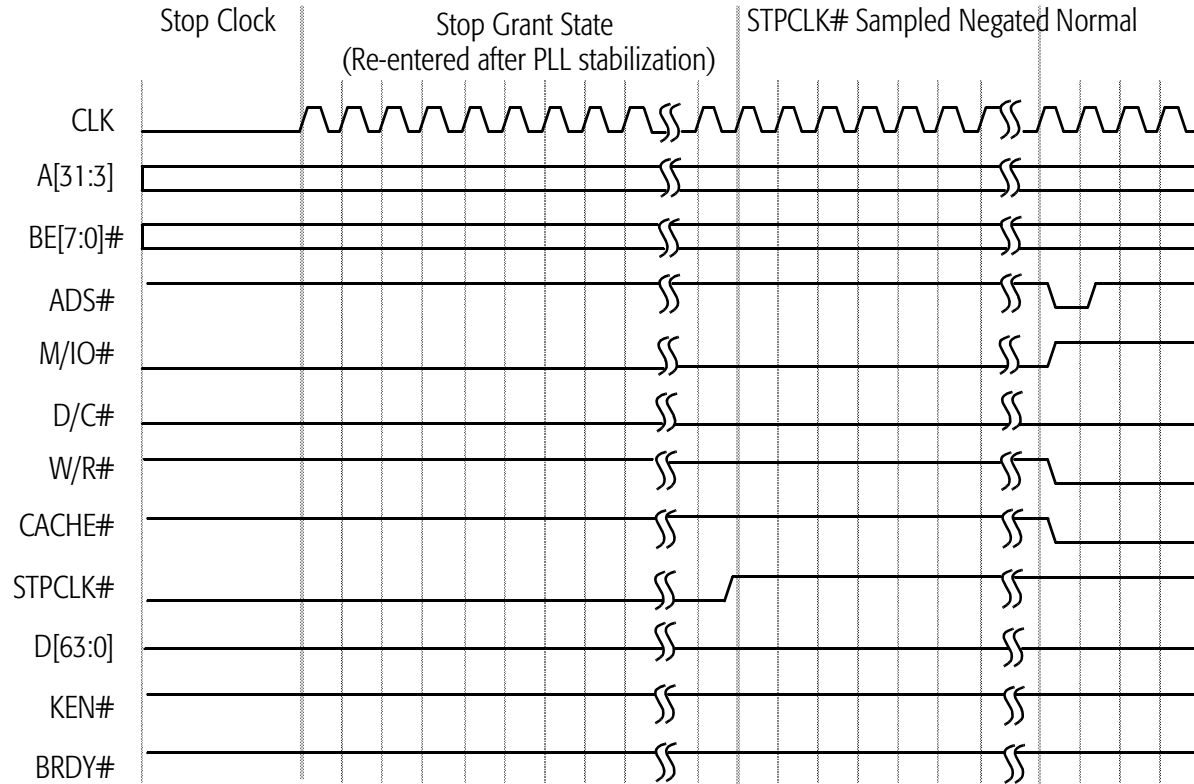 Stop Clock
Stop Grant State
(Re-entered after PLL stabilization)
STPCLK# Sampled Negated
Normal
CLK
A[31:3]
BE[7:0]#
ADS#
M/IO#
D/C#
W/R#
CACHE#
STPCLK#
D[63:0]
KEN#
BRDY#